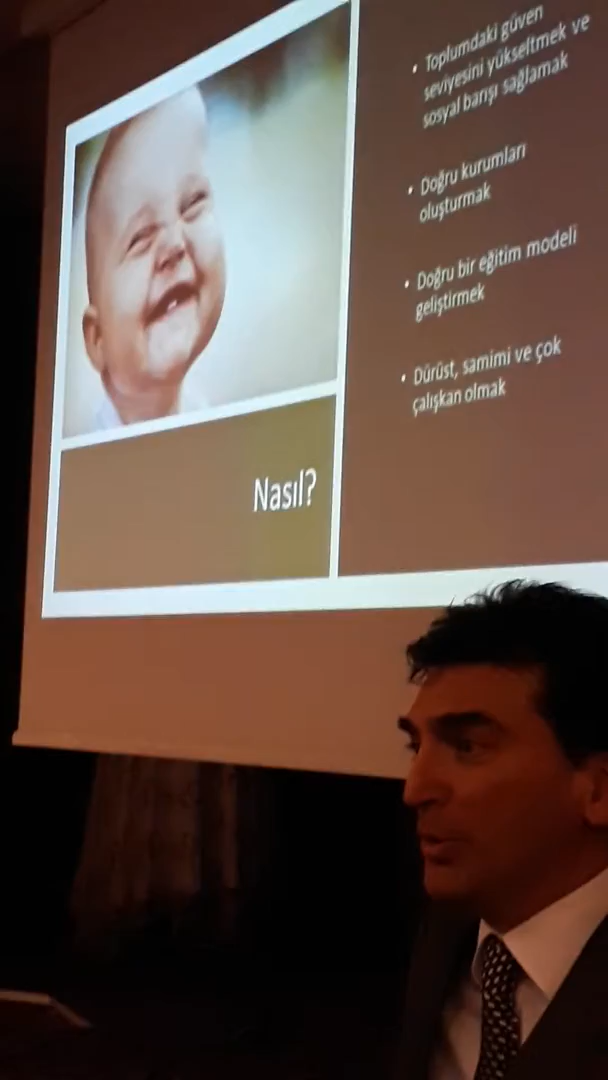 • Toplumdaki güven
seviyesini yükseltmek ve
sosyal barışı sağlamak
• Doğru kurumları
oluşturmak
• Doğru bir eğitim modeli
geliştirmek
• Dürüst, samimi ve çok
çalışkan olmak
Nasıl?